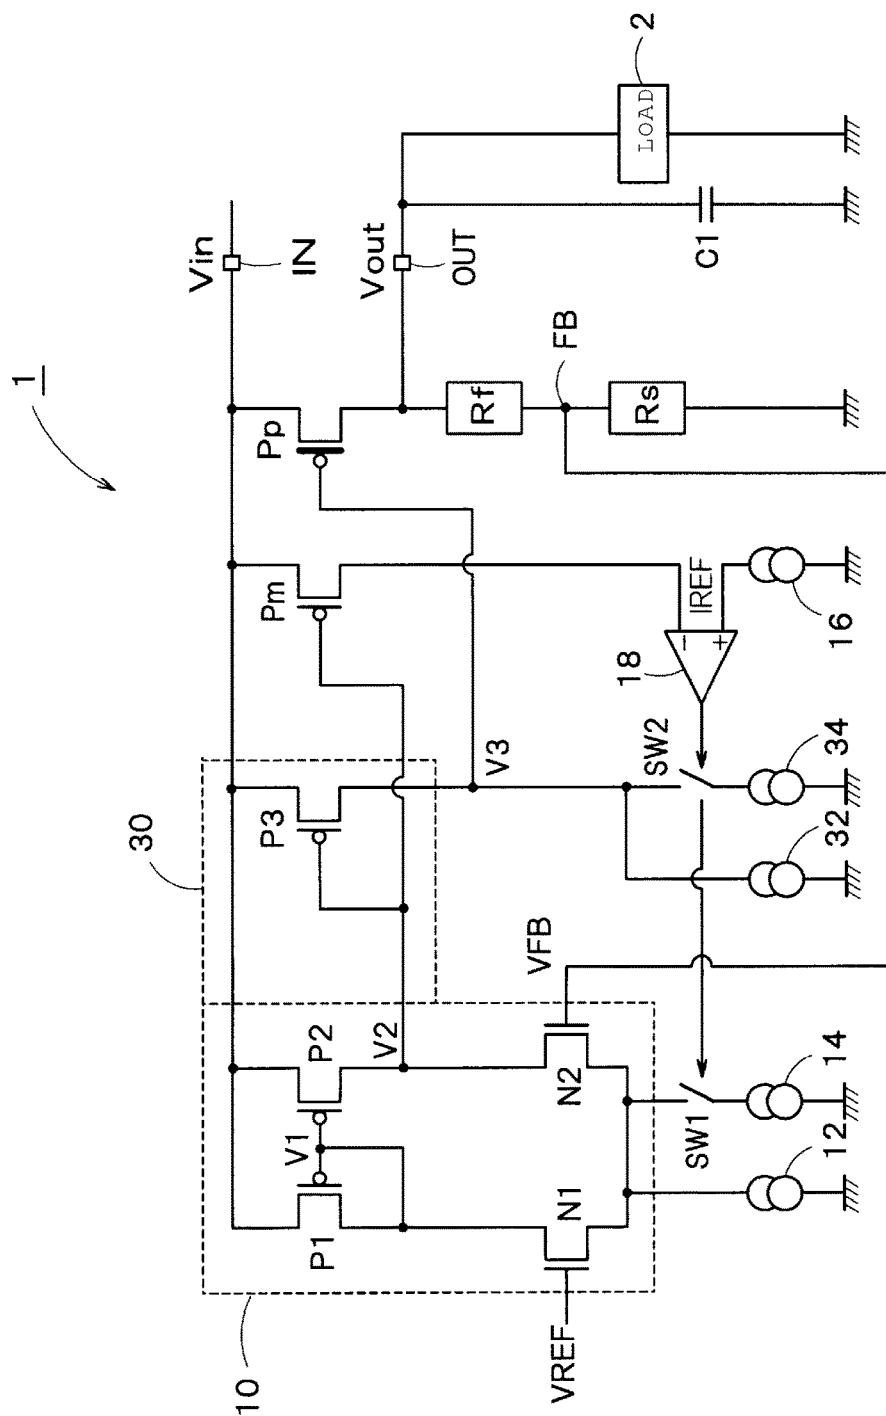 1
Vin
IN
Vout
OUT
2
LOAD
C1
Pp
Rf
FB
Rs
Pm
IREF
−
+
18
16
30
P3
V3
SW2
34
32
10
P1
V1
P2
V2
VREF
N1
N2
VFB
SW1
12
14